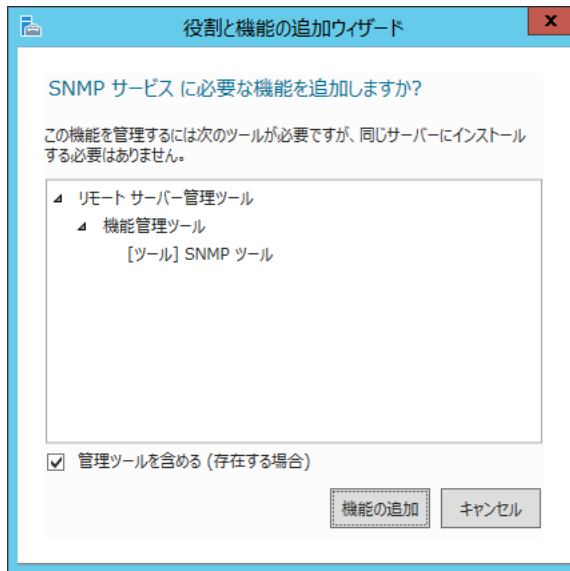 役割と機能の追加ウィザード
x
SNMP サービス に必要な機能を追加しますか?
この機能を管理するには次のツールが必要ですが、同じサーバーにインストール
する必要はありません。
リモート サーバー管理ツール
機能管理ツール
[ツール] SNMP ツール
管理ツールを含める (存在する場合)
機能の追加
キャンセル